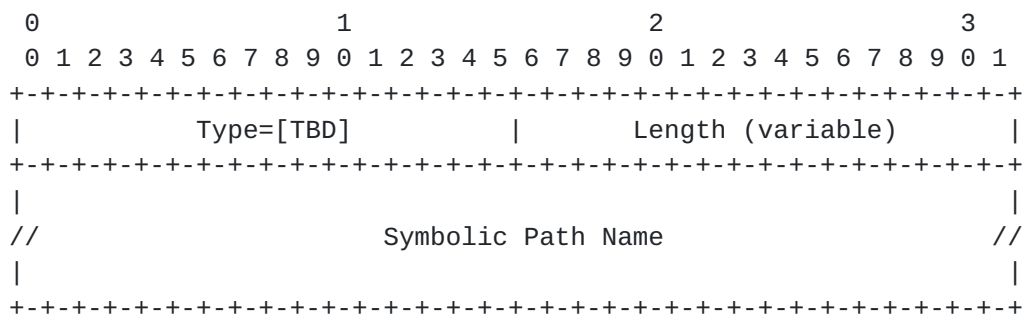 0                   1                   2                   3
 0 1 2 3 4 5 6 7 8 9 0 1 2 3 4 5 6 7 8 9 0 1 2 3 4 5 6 7 8 9 0 1
+-+-+-+-+-+-+-+-+-+-+-+-+-+-+-+-+-+-+-+-+-+-+-+-+-+-+-+-+-+-+-+-+
|           Type=[TBD]          |       Length (variable)       |
+-+-+-+-+-+-+-+-+-+-+-+-+-+-+-+-+-+-+-+-+-+-+-+-+-+-+-+-+-+-+-+-+
|                                                               |
//                      Symbolic Path Name                     //
|                                                               |
+-+-+-+-+-+-+-+-+-+-+-+-+-+-+-+-+-+-+-+-+-+-+-+-+-+-+-+-+-+-+-+-+